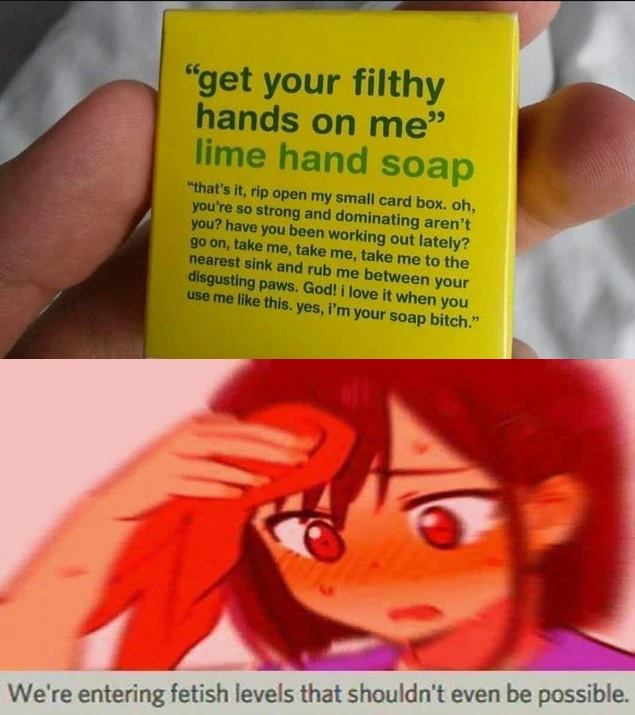 “get your filthy
hands on me”
lime hand soap
“that's it, rip open my small card box. oh,
you're so strong and dominating aren't
you? have you been working out lately?
go on, take me, take me, take me to the
nearest sink and rub me between your
disgusting paws. God! i love it when you
use me like this. yes, i'm your soap bitch.”
We're entering fetish levels that shouldn't even be possible.